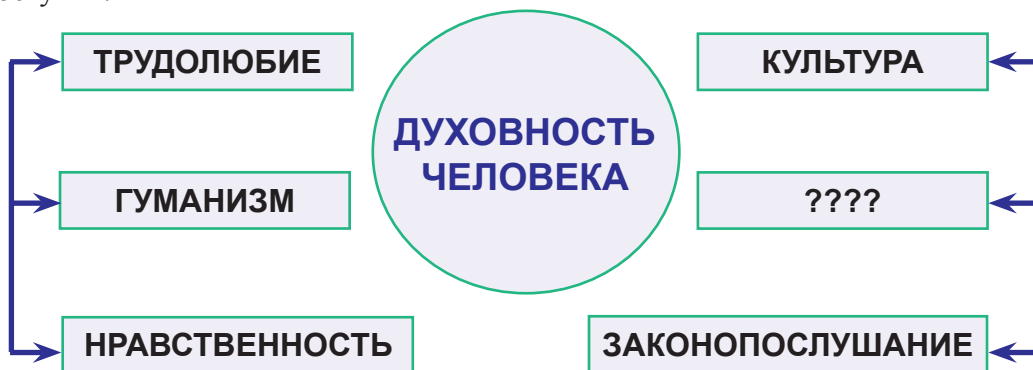 ТРУДОЛЮБИЕ
КУЛЬТУРА
ДУХОВНОСТЬ
ЧЕЛОВЕКА
ГУМАНИЗМ
????
НРАВСТВЕННОСТЬ
ЗАКОНОПОСЛУШАНИЕ